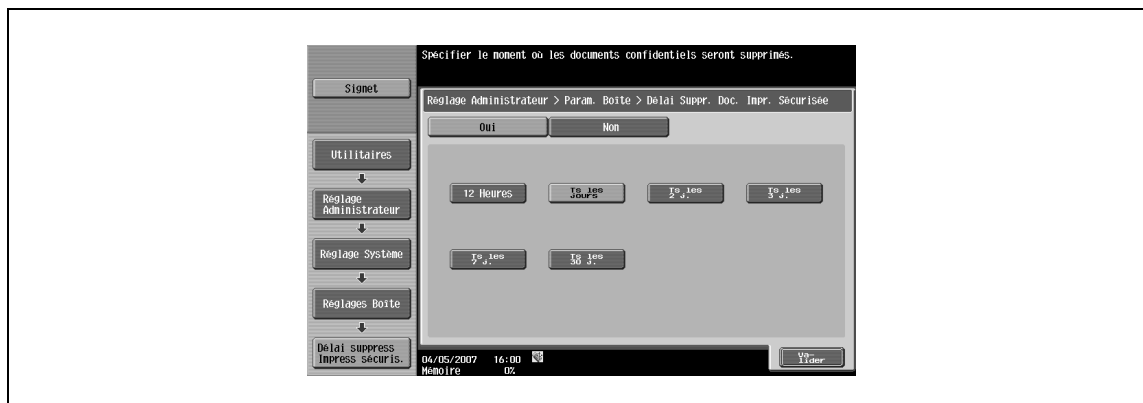 Spécifier le moment où les documents confidentiels seront supprimés.
Signet
Réglage Administrateur > Param. Boîte > Délai Suppr. Doc. Impr. Sécurisée
Oui
Non
Utilitaires
Réglage
Administrateur
Réglage Système
Réglages Boîte
Délai suppress
Impress sécuris.
12 Heures
Ts les
jours
Ts les
2 J.
Ts les
3 J.
Ts les
7 J.
Ts les
30 J.
04/05/2007 16:00
Mémoire 0%
Va-
lider